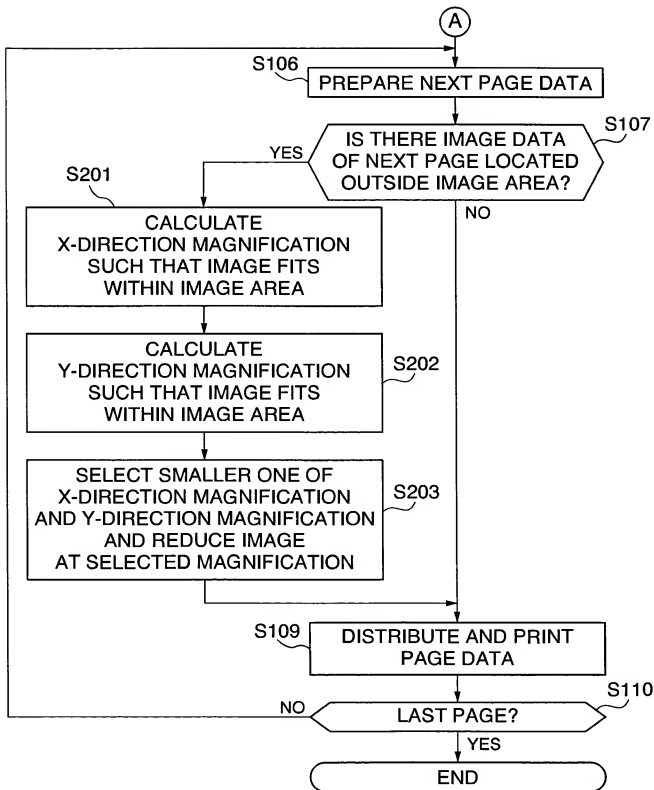 A
S106
PREPARE NEXT PAGE DATA
S107
IS THERE IMAGE DATA
OF NEXT PAGE LOCATED
OUTSIDE IMAGE AREA?
YES
NO
S201
CALCULATE
X-DIRECTION MAGNIFICATION
SUCH THAT IMAGE FITS
WITHIN IMAGE AREA
CALCULATE
Y-DIRECTION MAGNIFICATION
SUCH THAT IMAGE FITS
WITHIN IMAGE AREA
S202
SELECT SMALLER ONE OF
X-DIRECTION MAGNIFICATION
AND Y-DIRECTION MAGNIFICATION
AND REDUCE IMAGE
AT SELECTED MAGNIFICATION
S203
S109
DISTRIBUTE AND PRINT
PAGE DATA
S110
NO
LAST PAGE?
YES
END